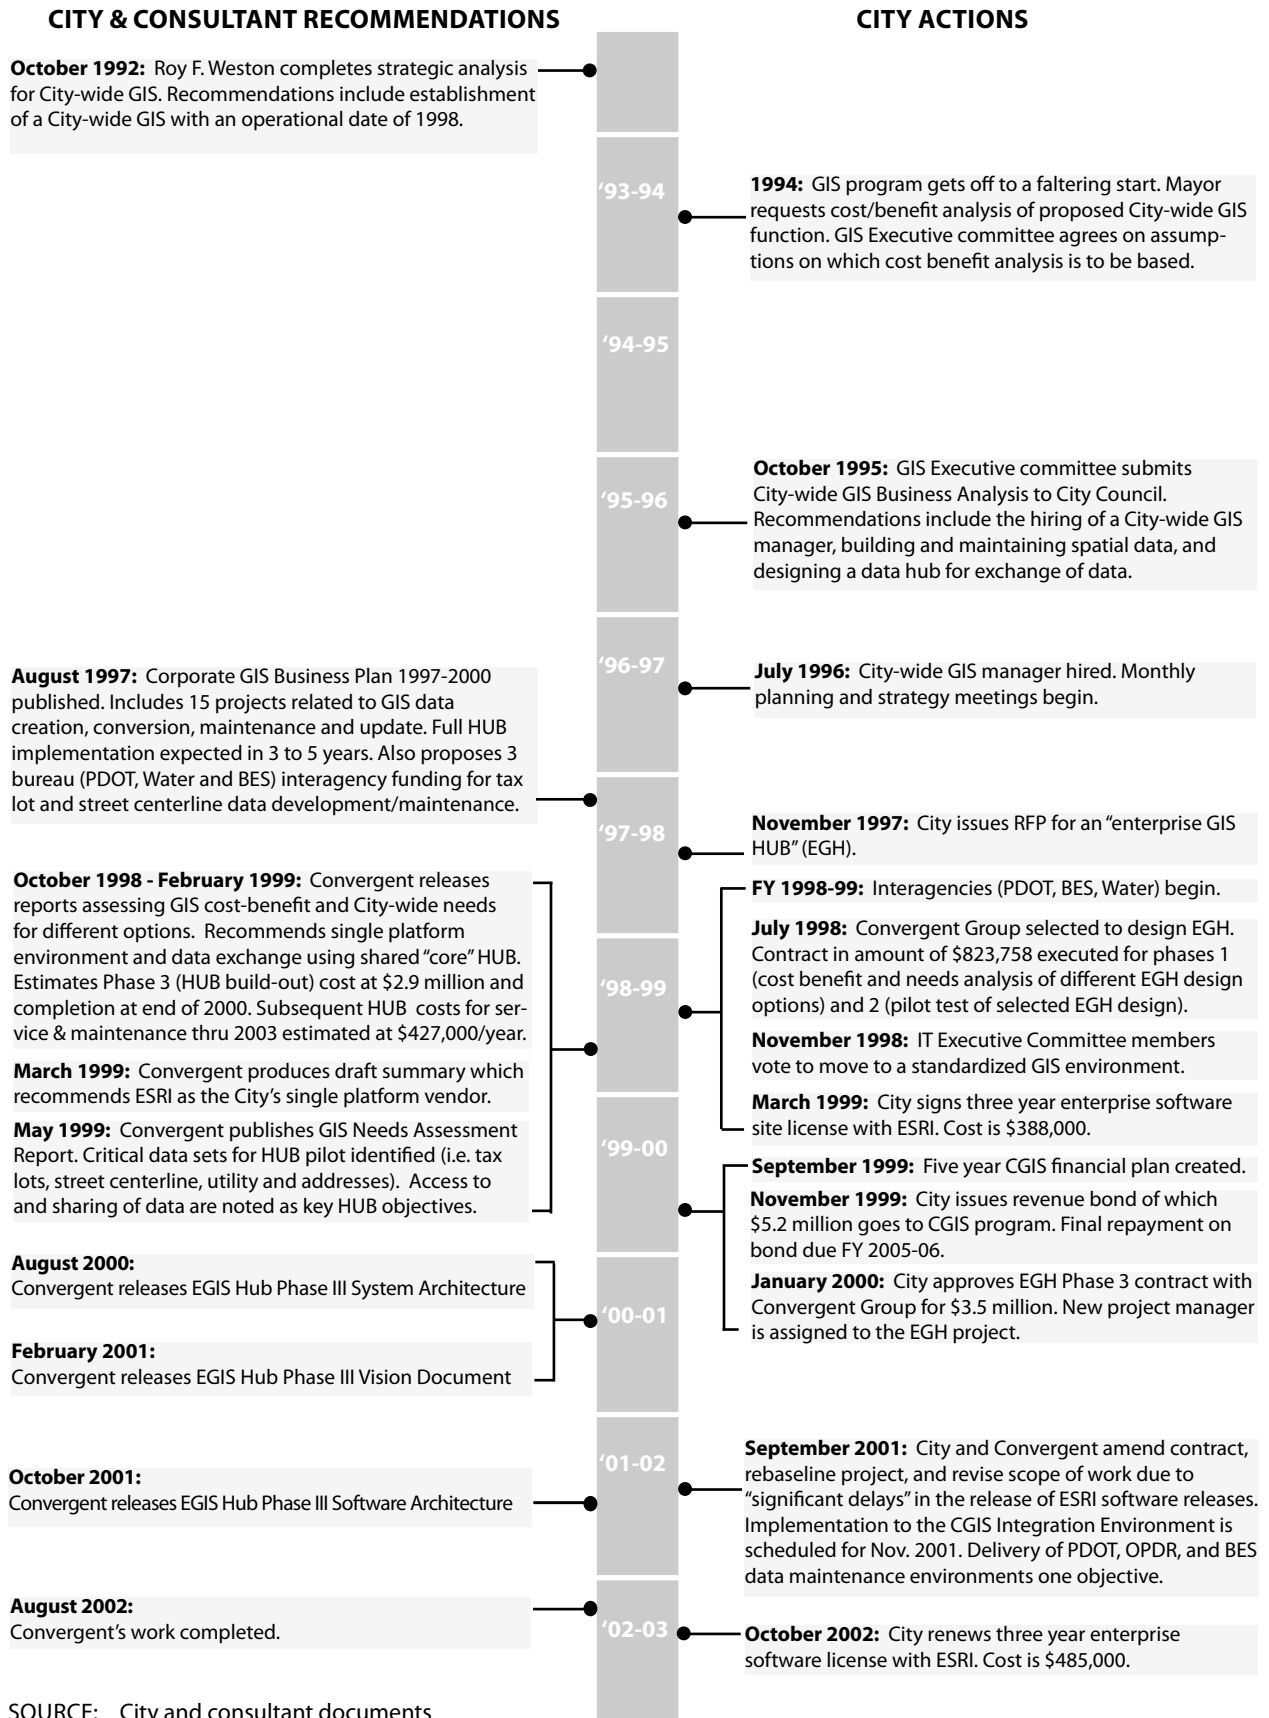 CITY & CONSULTANT RECOMMENDATIONS
CITY ACTIONS
October 1992: Roy F. Weston completes strategic analysis
for City-wide GIS. Recommendations include establishment
of a City-wide GIS with an operational date of 1998.
‘93-94
1994: GIS program gets off to a faltering start. Mayor
requests cost/benefit analysis of proposed City-wide GIS
function. GIS Executive committee agrees on assump-
tions on which cost benefit analysis is to be based.
‘94-95
‘95-96
October 1995: GIS Executive committee submits
City-wide GIS Business Analysis to City Council.
Recommendations include the hiring of a City-wide GIS
manager, building and maintaining spatial data, and
designing a data hub for exchange of data.
‘96-97
July 1996: City-wide GIS manager hired. Monthly
planning and strategy meetings begin.
August 1997: Corporate GIS Business Plan 1997-2000
published. Includes 15 projects related to GIS data
creation, conversion, maintenance and update. Full HUB
implementation expected in 3 to 5 years. Also proposes 3
bureau (PDOT, Water and BES) interagency funding for tax
lot and street centerline data development/maintenance.
‘97-98
November 1997: City issues RFP for an “enterprise GIS
HUB” (EGH).
October 1998 - February 1999: Convergent releases
reports assessing GIS cost-benefit and City-wide needs
for different options. Recommends single platform
environment and data exchange using shared “core” HUB.
Estimates Phase 3 (HUB build-out) cost at $2.9 million and
completion at end of 2000. Subsequent HUB costs for ser-
vice & maintenance thru 2003 estimated at $427,000/year.
March 1999: Convergent produces draft summary which
recommends ESRI as the City’s single platform vendor.
May 1999: Convergent publishes GIS Needs Assessment
Report. Critical data sets for HUB pilot identified (i.e. tax
lots, street centerline, utility and addresses). Access to
and sharing of data are noted as key HUB objectives.
‘98-99
FY 1998-99: Interagencies (PDOT, BES, Water) begin.
July 1998: Convergent Group selected to design EGH.
Contract in amount of $823,758 executed for phases 1
(cost benefit and needs analysis of different EGH design
options) and 2 (pilot test of selected EGH design).
November 1998: IT Executive Committee members
vote to move to a standardized GIS environment.
March 1999: City signs three year enterprise software
site license with ESRI. Cost is $388,000.
‘99-00
September 1999: Five year CGIS financial plan created.
November 1999: City issues revenue bond of which
$5.2 million goes to CGIS program. Final repayment on
bond due FY 2005-06.
January 2000: City approves EGH Phase 3 contract with
Convergent Group for $3.5 million. New project manager
is assigned to the EGH project.
August 2000:
Convergent releases EGIS Hub Phase III System Architecture
‘00-01
February 2001:
Convergent releases EGIS Hub Phase III Vision Document
‘01-02
September 2001: City and Convergent amend contract,
rebaseline project, and revise scope of work due to
“significant delays” in the release of ESRI software releases.
Implementation to the CGIS Integration Environment is
scheduled for Nov. 2001. Delivery of PDOT, OPDR, and BES
data maintenance environments one objective.
October 2001:
Convergent releases EGIS Hub Phase III Software Architecture
August 2002:
Convergent’s work completed.
‘02-03
October 2002: City renews three year enterprise
software license with ESRI. Cost is $485,000.
SOURCE: City and consultant documents